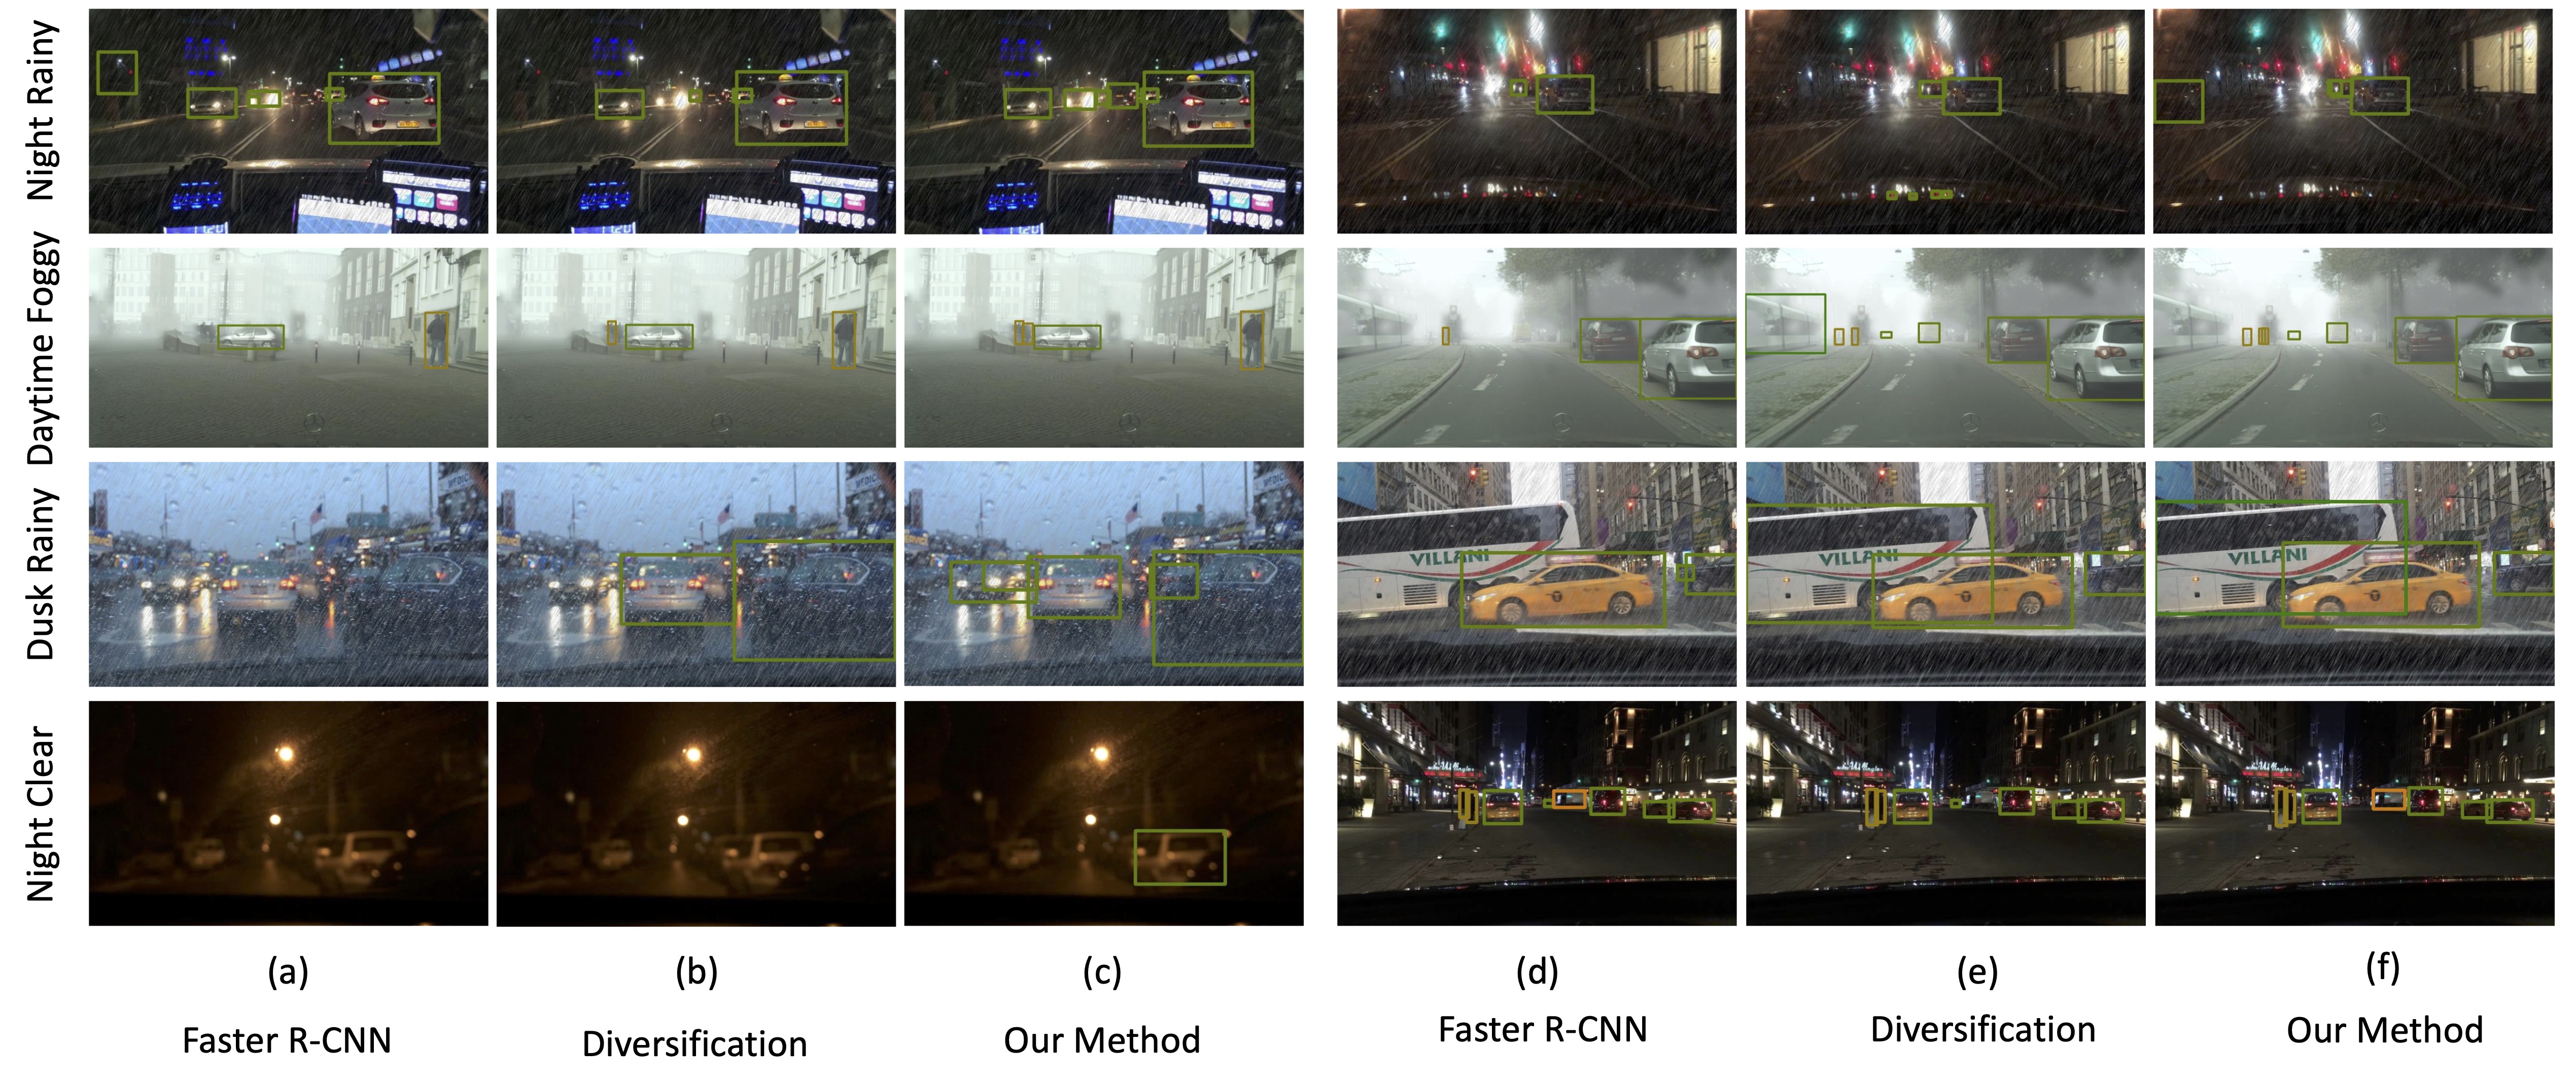 Night Rainy
Daytime Foggy
VILLANI
VILLANI
VILLANI
Dusk Rainy
Night Clear
(a)
(b)
(c)
(d)
(e)
(f)
Faster R-CNN
Diversification
Our Method
Faster R-CNN
Diversification
Our Method